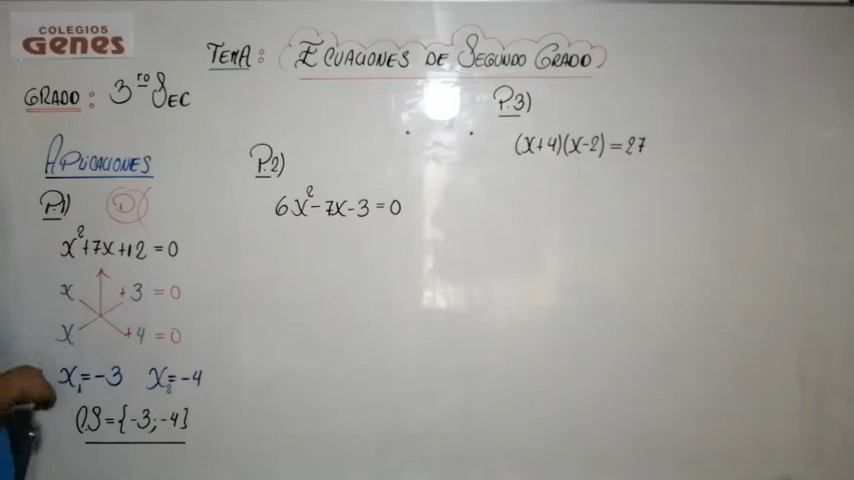 COLEGIOS
Genes
TEMA: ECUACIONES DE SEGUNDO GRADO
GRADO: 3ro SEC
APLICACIONES
P.1)
D
x²+7x+12=0
x +3 = 0
x +4 = 0
x₁=-3 x₂=-4
C.S={-3;-4}
P.2)
6x²-7x-3=0
P.3)
(x+4)(x-2)=27